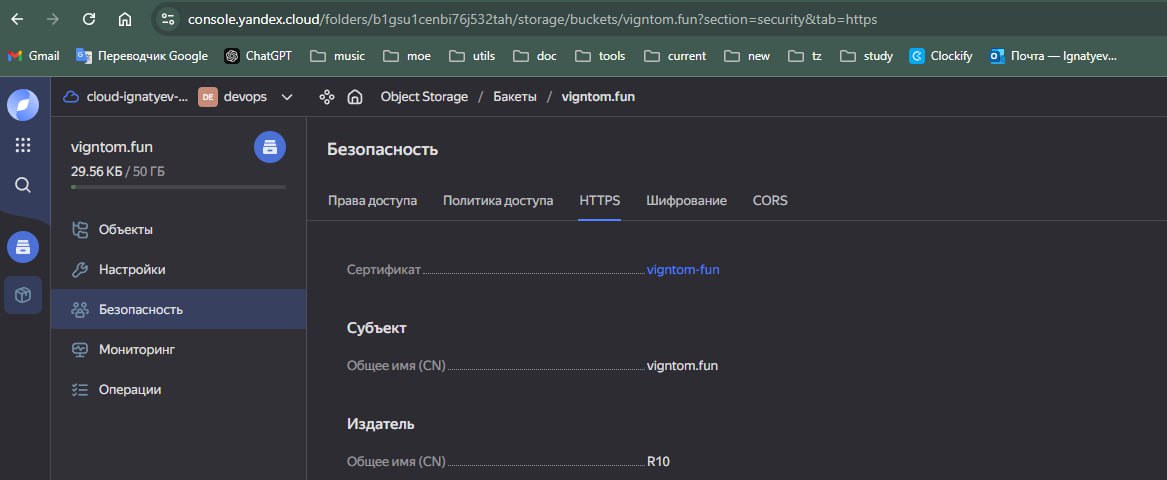 console.yandex.cloud/folders/b1gsu1cenbi76j532tah/storage/buckets/vigntom.fun?section=security&tab=https
Gmail Переводчик Google ChatGPT music moe utils doc tools current new tz study Clockify Почта — Ignatyev...
cloud-ignatyev-... DE devops Object Storage / Бакеты / vigntom.fun
vigntom.fun
29.56 КБ / 50 ГБ
Объекты
Настройки
Безопасность
Мониторинг
Операции
Безопасность
Права доступа Политика доступа HTTPS Шифрование CORS
Сертификат vigntom-fun
Субъект
Общее имя (CN) vigntom.fun
Издатель
Общее имя (CN) R10